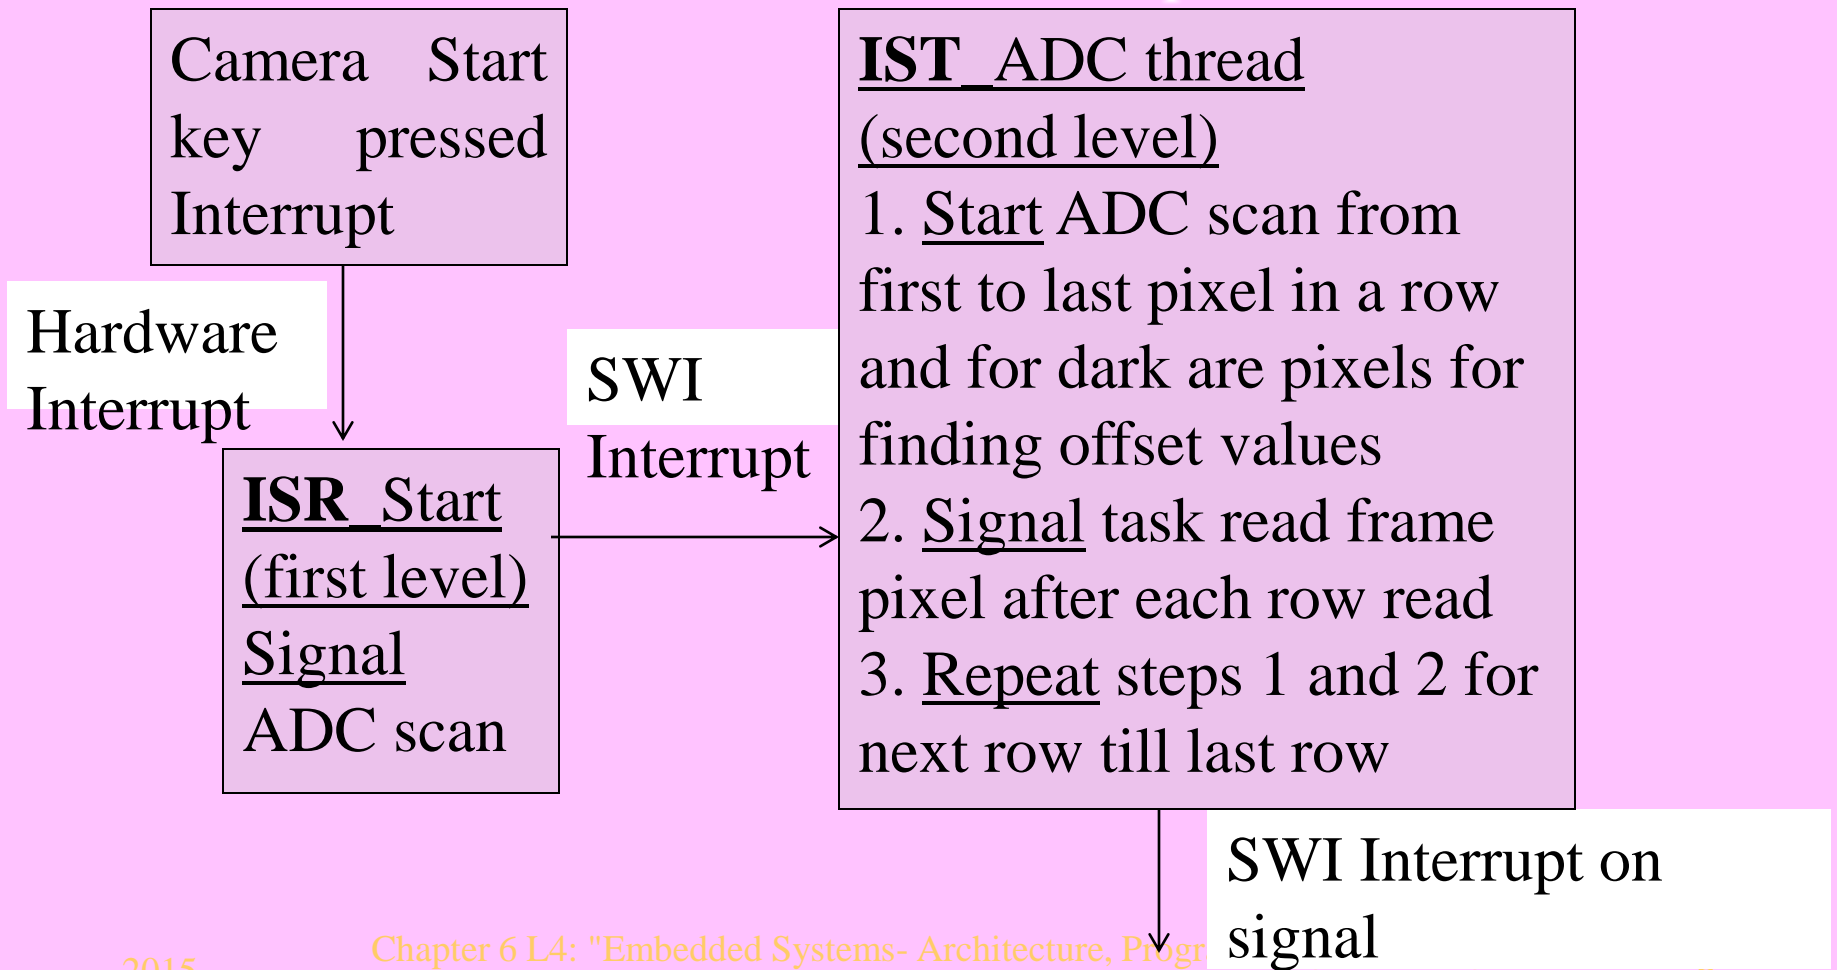 Camera Start
key pressed
Interrupt
Hardware
Interrupt
ISR_Start
(first level)
Signal
ADC scan
SWI
Interrupt
IST_ADC thread
(second level)
1. Start ADC scan from
first to last pixel in a row
and for dark are pixels for
finding offset values
2. Signal task read frame
pixel after each row read
3. Repeat steps 1 and 2 for
next row till last row
SWI Interrupt on
signal
2015
Chapter 6 L4: "Embedded Systems- Architecture,